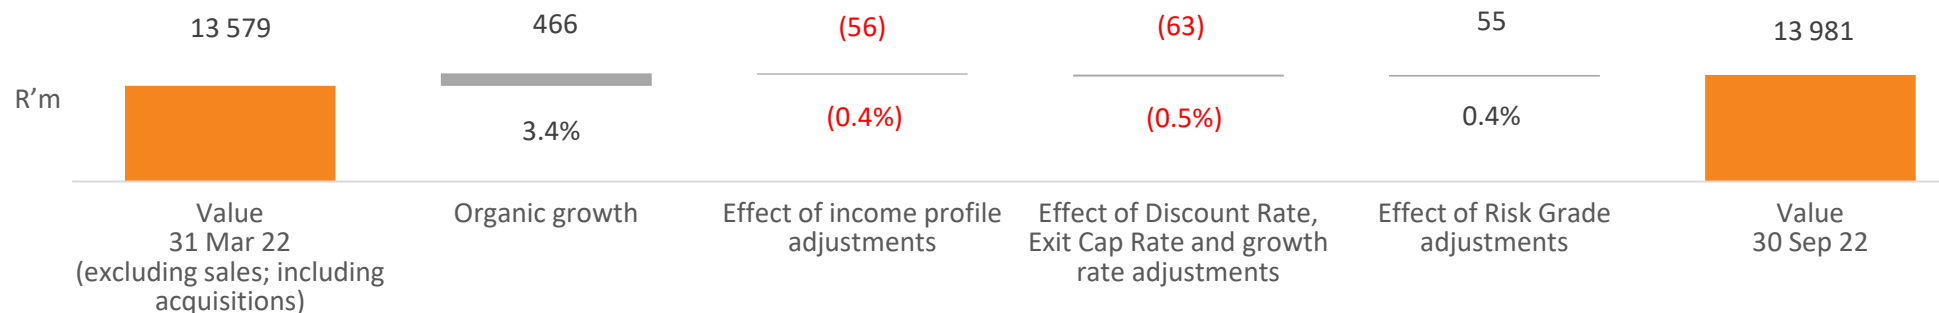 13 579
466
(56)
(63)
55
13 981
R’m
3.4%
(0.4%)
(0.5%)
0.4%
Value
31 Mar 22
(excluding sales; including
acquisitions)
Organic growth
Effect of income profile
adjustments
Effect of Discount Rate,
Exit Cap Rate and growth
rate adjustments
Effect of Risk Grade
adjustments
Value
30 Sep 22